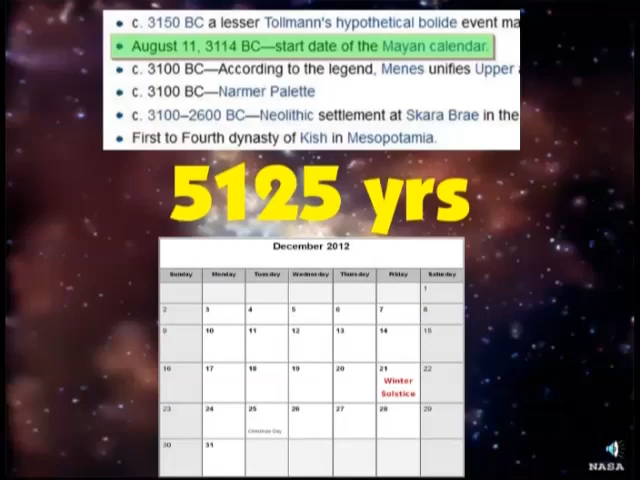 c. 3150 BC a lesser Tollmann's hypothetical bolide event ma
August 11, 3114 BC—start date of the Mayan calendar.
c. 3100 BC—According to the legend, Menes unifies Upper
c. 3100 BC—Narmer Palette
c. 3100–2600 BC—Neolithic settlement at Skara Brae in the
First to Fourth dynasty of Kish in Mesopotamia.
5125 yrs
December 2012
Sunday Monday Tuesday Wednesday Thursday Friday Saturday
1
2 3 4 5 6 7 8
9 10 11 12 13 14 15
16 17 18 19 20 21 22
Winter
Solstice
23 24 25 26 27 28 29
Christmas Day
30 31
NASA